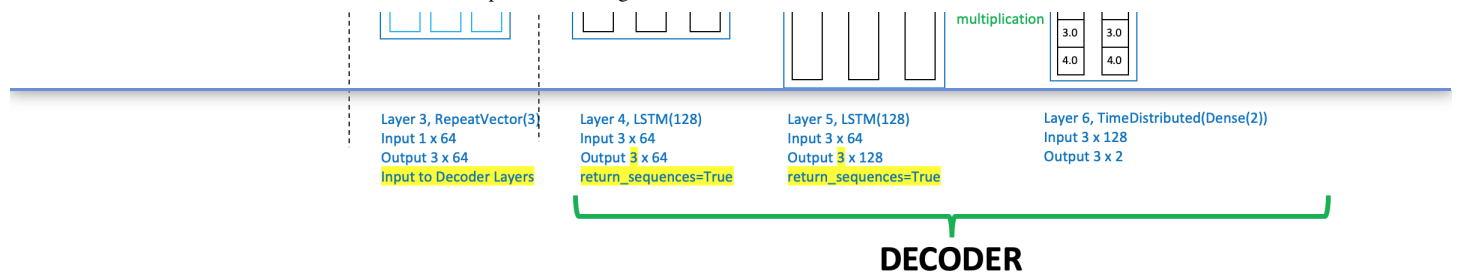 multiplication
3.0 3.0
4.0 4.0
Layer 3, RepeatVector(3)
Input 1 x 64
Output 3 x 64
Input to Decoder Layers
Layer 4, LSTM(128)
Input 3 x 64
Output 3 x 64
return_sequences=True
Layer 5, LSTM(128)
Input 3 x 64
Output 3 x 128
return_sequences=True
Layer 6, TimeDistributed(Dense(2))
Input 3 x 128
Output 3 x 2
DECODER